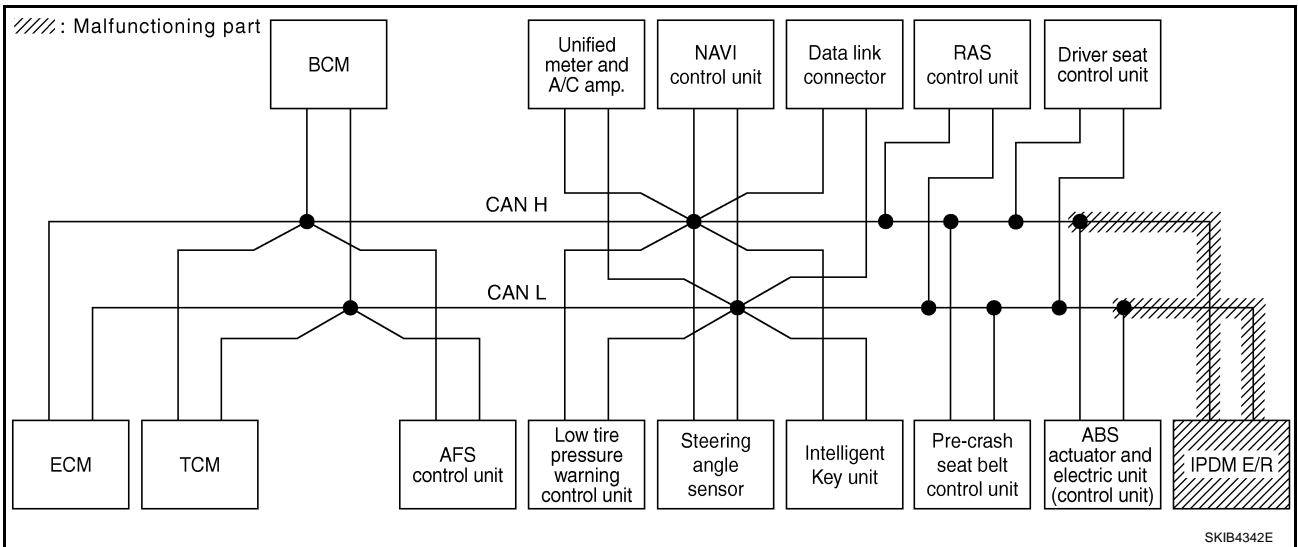 : Malfunctioning part
BCM
Unified
meter and
A/C amp.
NAVI
control unit
Data link
connector
RAS
control unit
Driver seat
control unit
CAN H
CAN L
ECM
TCM
AFS
control unit
Low tire
pressure
warning
control unit
Steering
angle
sensor
Intelligent
Key unit
Pre-crash
seat belt
control unit
ABS
actuator and
electric unit
(control unit)
IPDM E/R
SKIB4342E